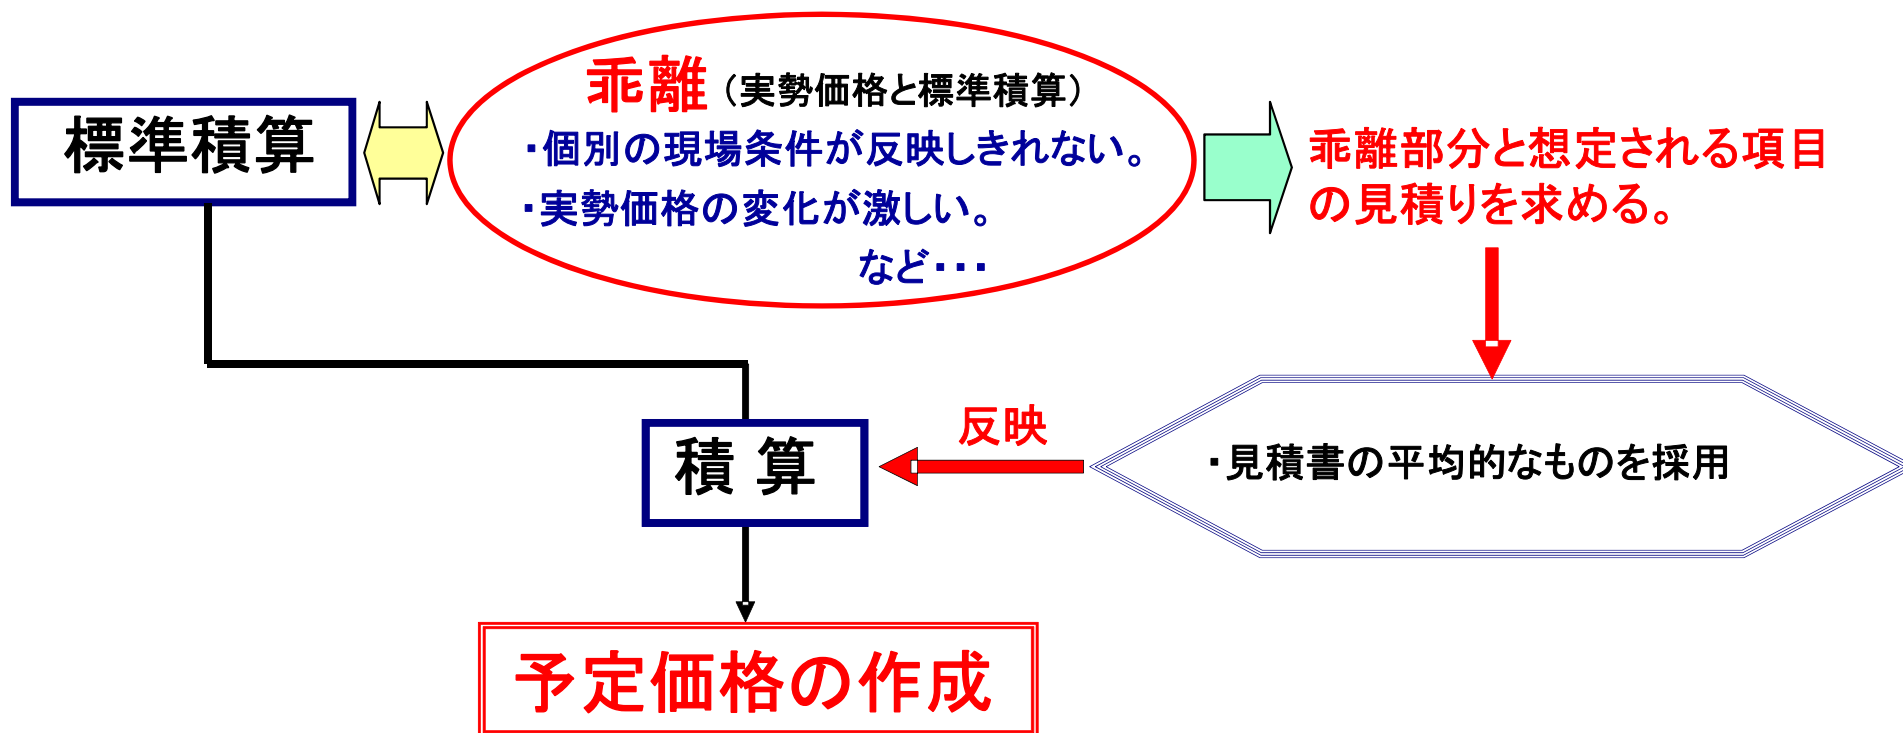 標準積算
乖離（実勢価格と標準積算）
・個別の現場条件が反映しきれない。
・実勢価格の変化が激しい。
など・・・
乖離部分と想定される項目
の見積りを求める。
反映
・見積書の平均的なものを採用
積 算
予定価格の作成